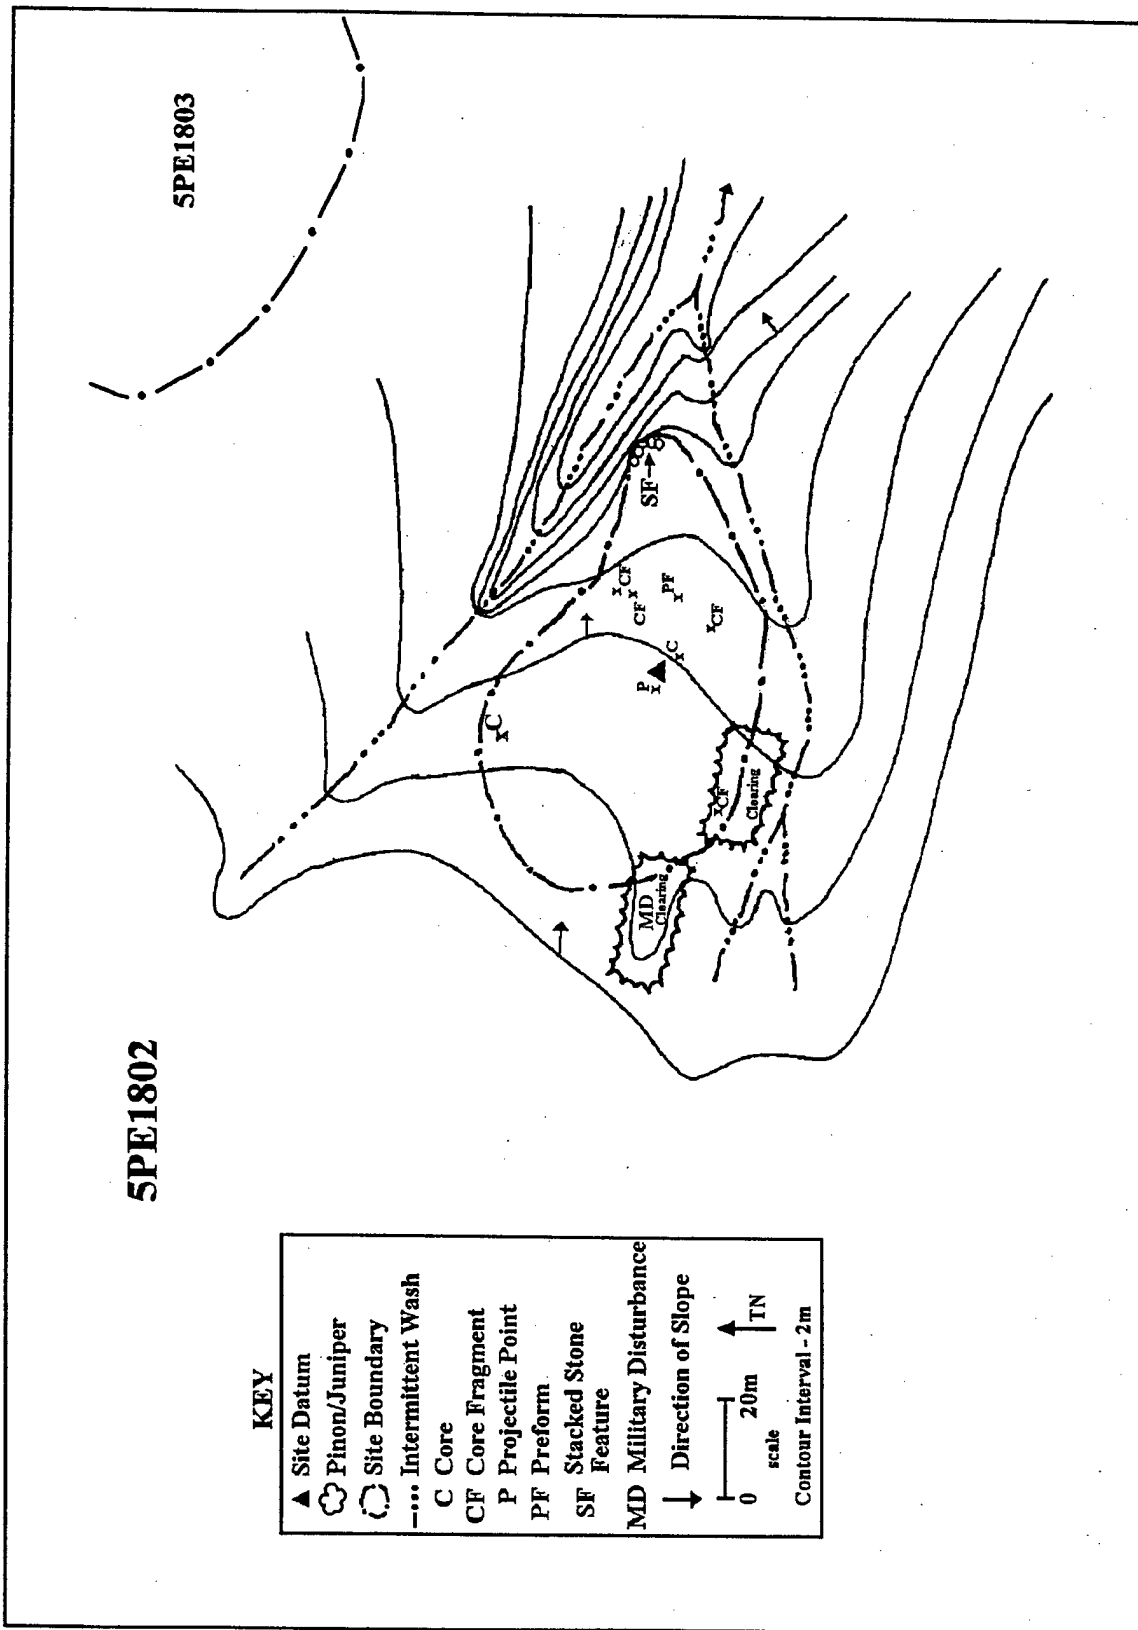 5PE1802
5PE1803
KEY
Site Datum
Pinon/Juniper
Site Boundary
Intermittent Wash
C Core
CF Core Fragment
P Projectile Point
PF Preform
SF Stacked Stone
Feature
MD Military Disturbance
Direction of Slope
0 20m
scale
TN
Contour Interval - 2m
C
P
C
CF
CF
PF
CF
SF
CF
Clearing
MD
Clearing